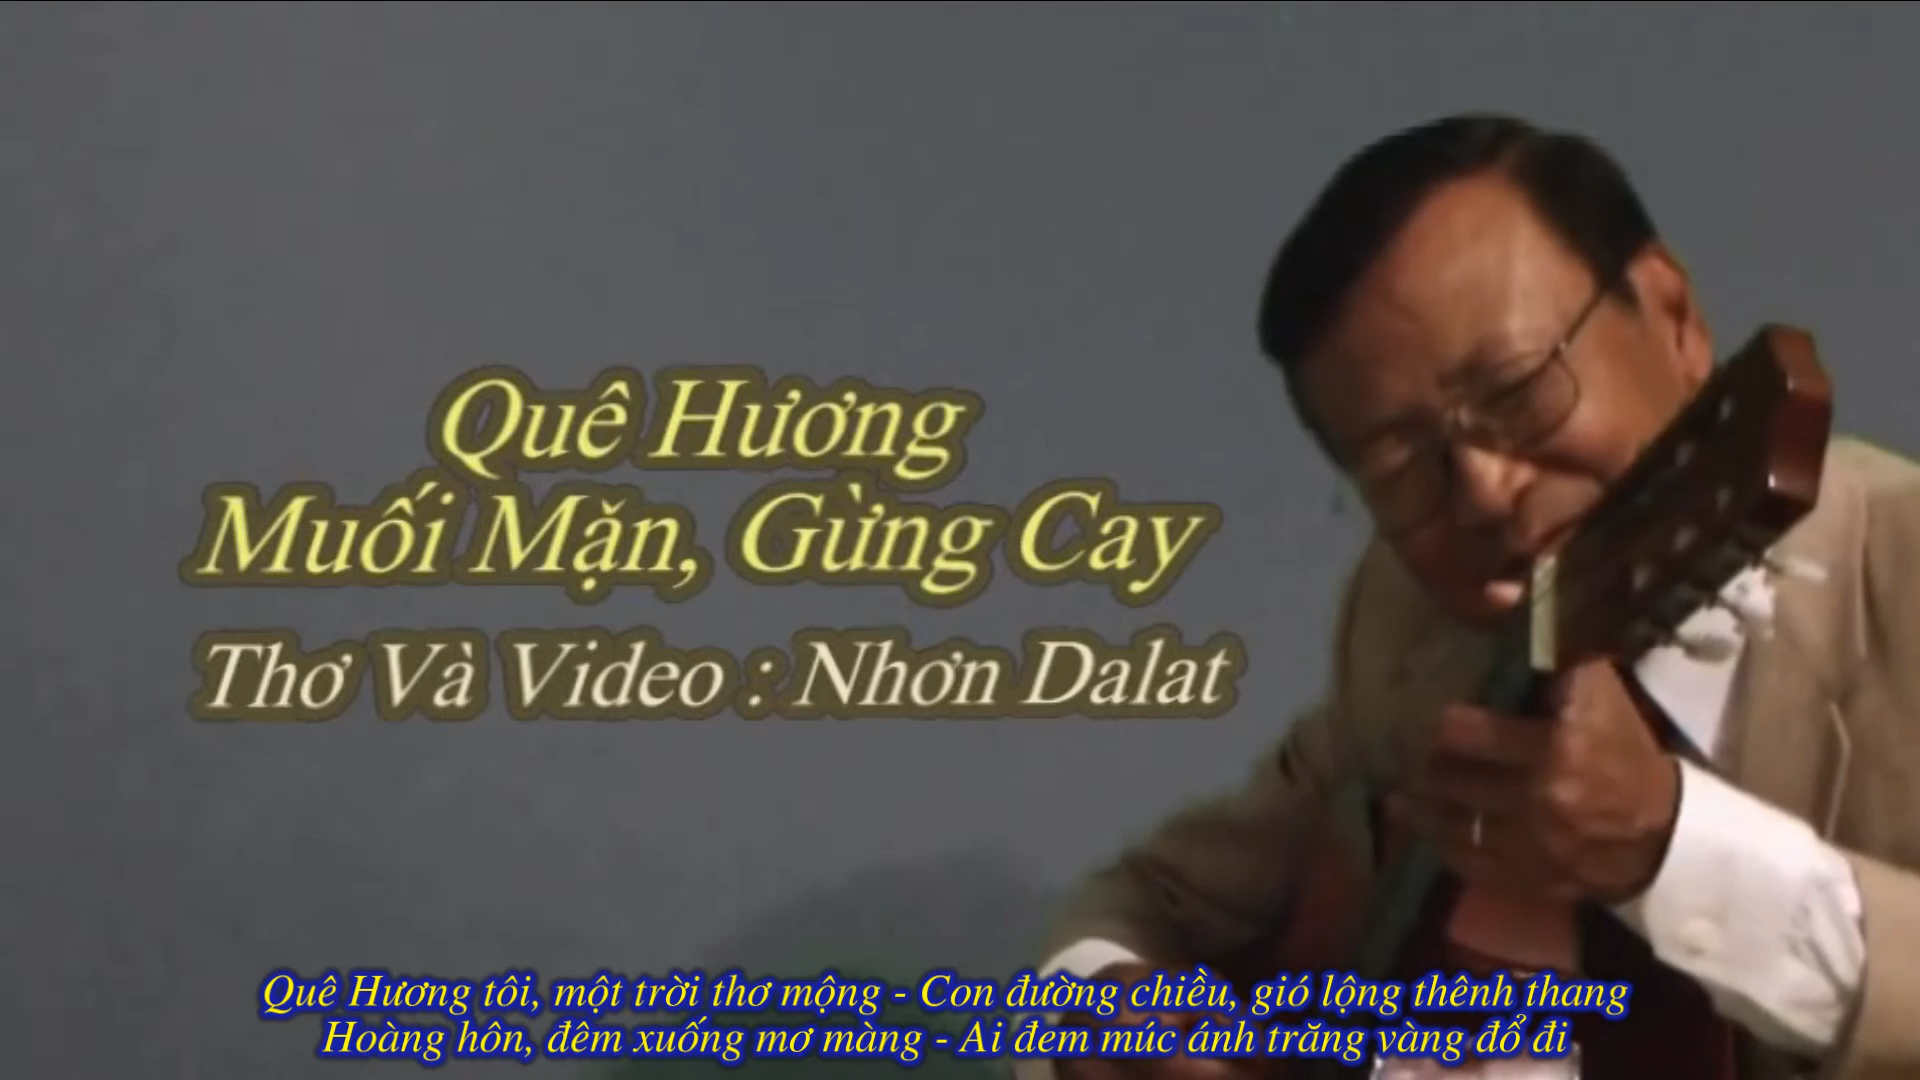 Quê Hương
Muối Mặn, Gừng Cay
Thơ Và Video : Nhơn Dalat
Quê Hương tôi, một trời thơ mộng - Con đường chiều, gió lộng thênh thang
Hoàng hôn, đêm xuống mơ màng - Ai đem múc ánh trăng vàng đổ đi